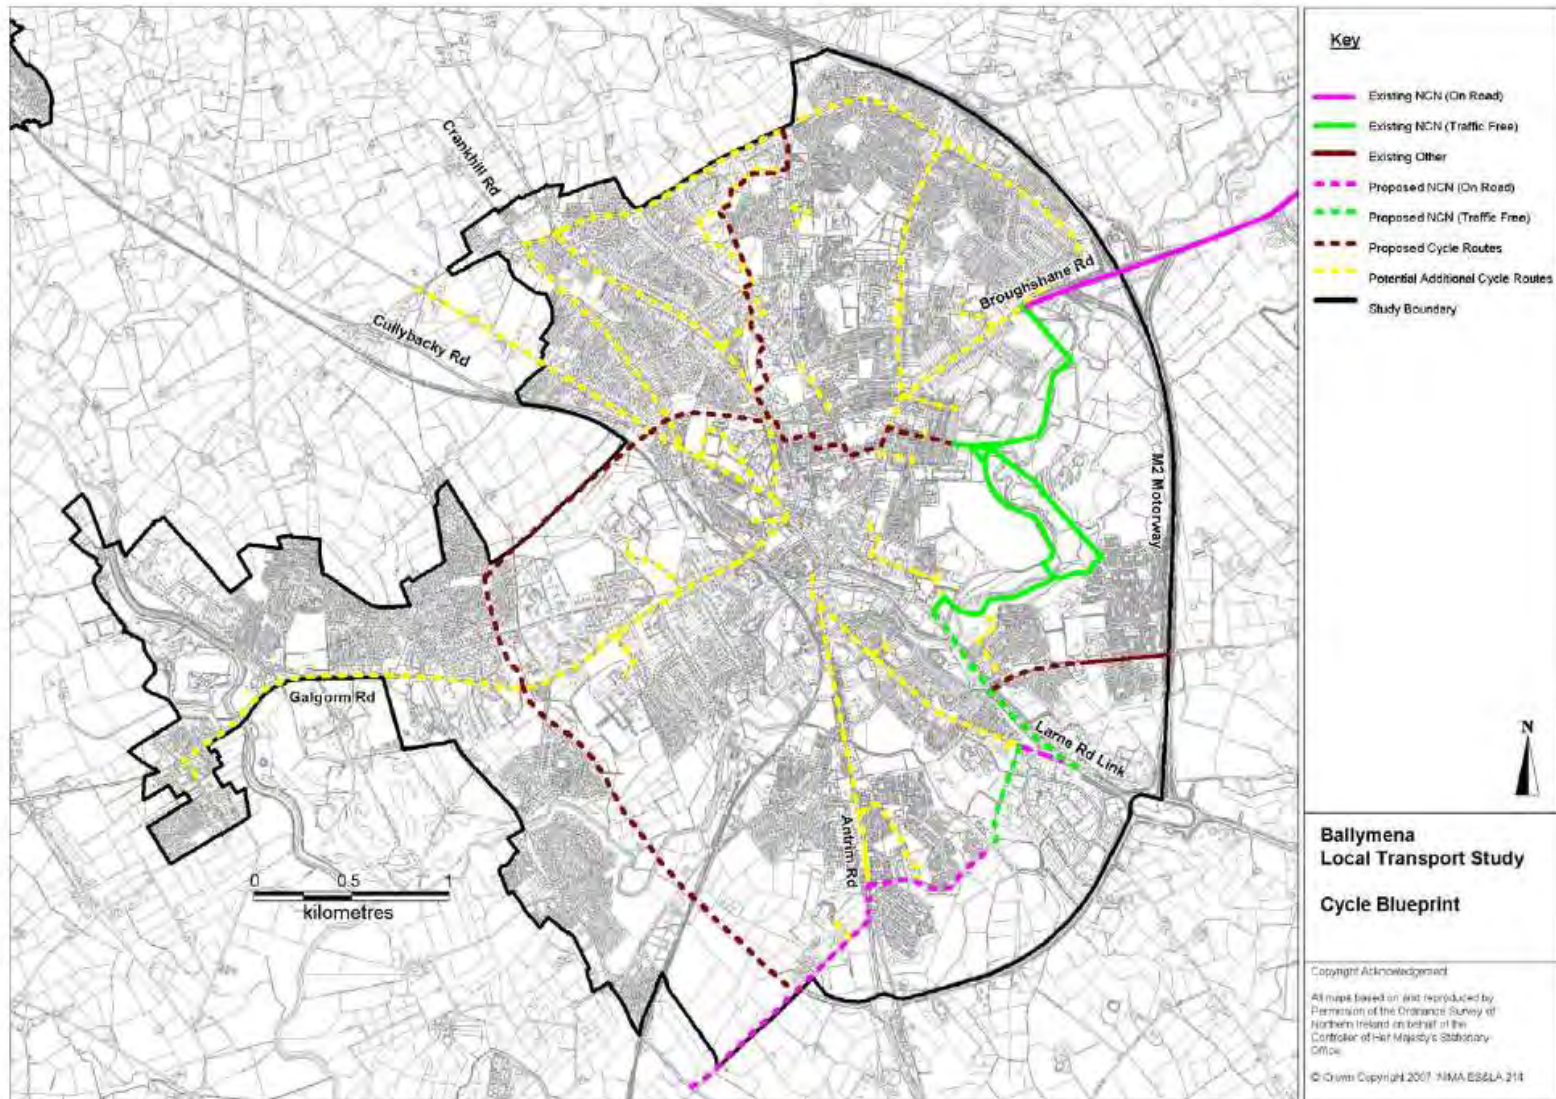 Crankhill Rd
Cullybacky Rd
Broughshane Rd
M2 Motorway
Galgorm Rd
Larne Rd Link
Antrim Rd
0 0.5 1
kilometres
Key
Existing NCN (On Road)
Existing NCN (Traffic Free)
Existing Other
Proposed NCN (On Road)
Proposed NCN (Traffic Free)
Proposed Cycle Routes
Potential Additional Cycle Routes
Study Boundary
N
Ballymena
Local Transport Study
Cycle Blueprint
Copyright Acknowledgement
All maps based on and reproduced by
Permission of the Ordnance Survey of
Northern Ireland on behalf of the
Controller of Her Majesty's Stationary
Office
© Crown Copyright 2007 NIMA ES&LA 214